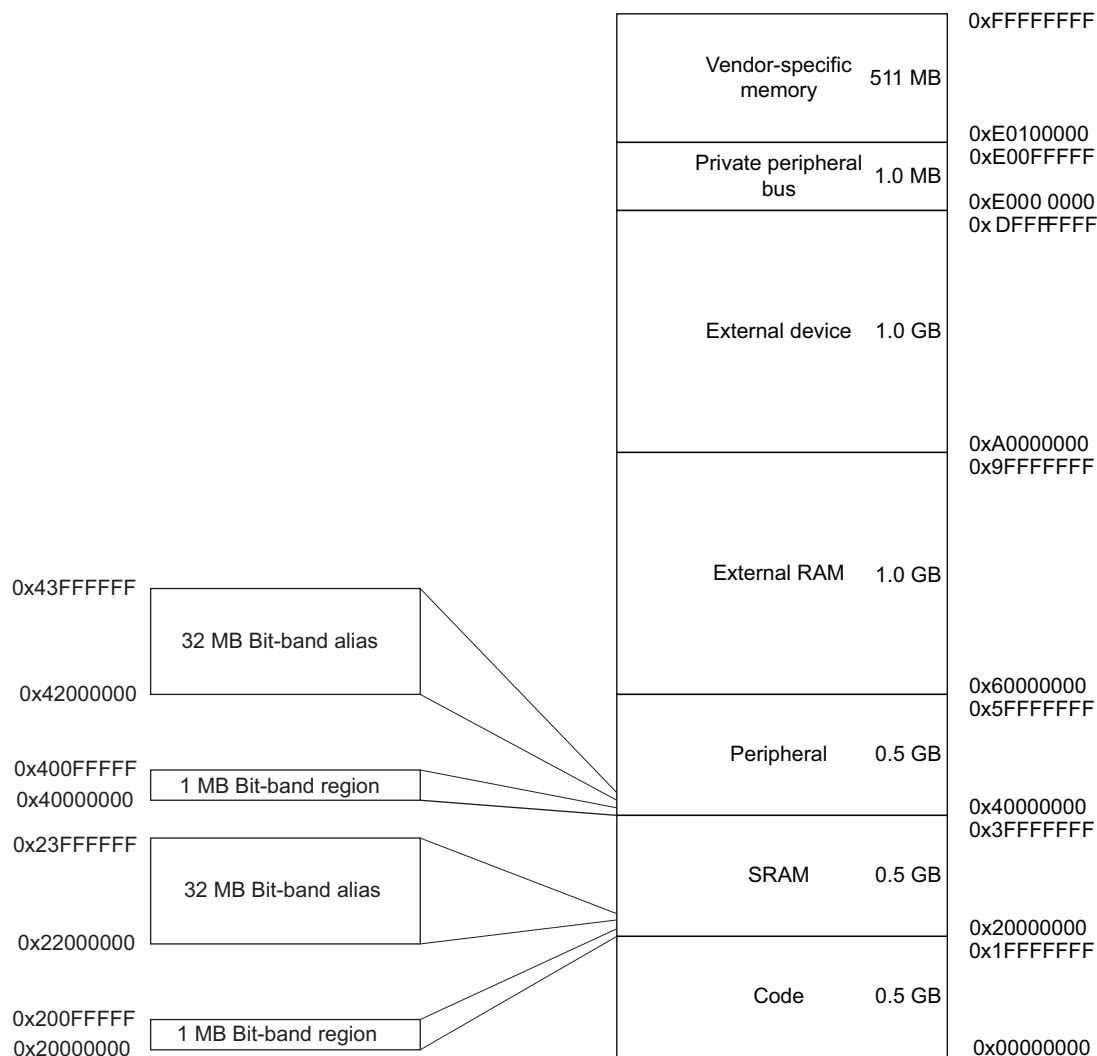 0xFFFFFFFF
Vendor-specific
memory
511 MB
0xE0100000
0xE00FFFFF
Private peripheral
bus
1.0 MB
0xE000 0000
0x DFFFFFFF
External device
1.0 GB
0xA0000000
0x9FFFFFFF
External RAM
1.0 GB
0x60000000
0x5FFFFFFF
Peripheral
0.5 GB
0x40000000
0x3FFFFFFF
SRAM
0.5 GB
0x20000000
0x1FFFFFFF
Code
0.5 GB
0x00000000
0x43FFFFFF
32 MB Bit-band alias
0x42000000
0x400FFFFF
1 MB Bit-band region
0x40000000
0x23FFFFFF
32 MB Bit-band alias
0x22000000
0x200FFFFF
1 MB Bit-band region
0x20000000